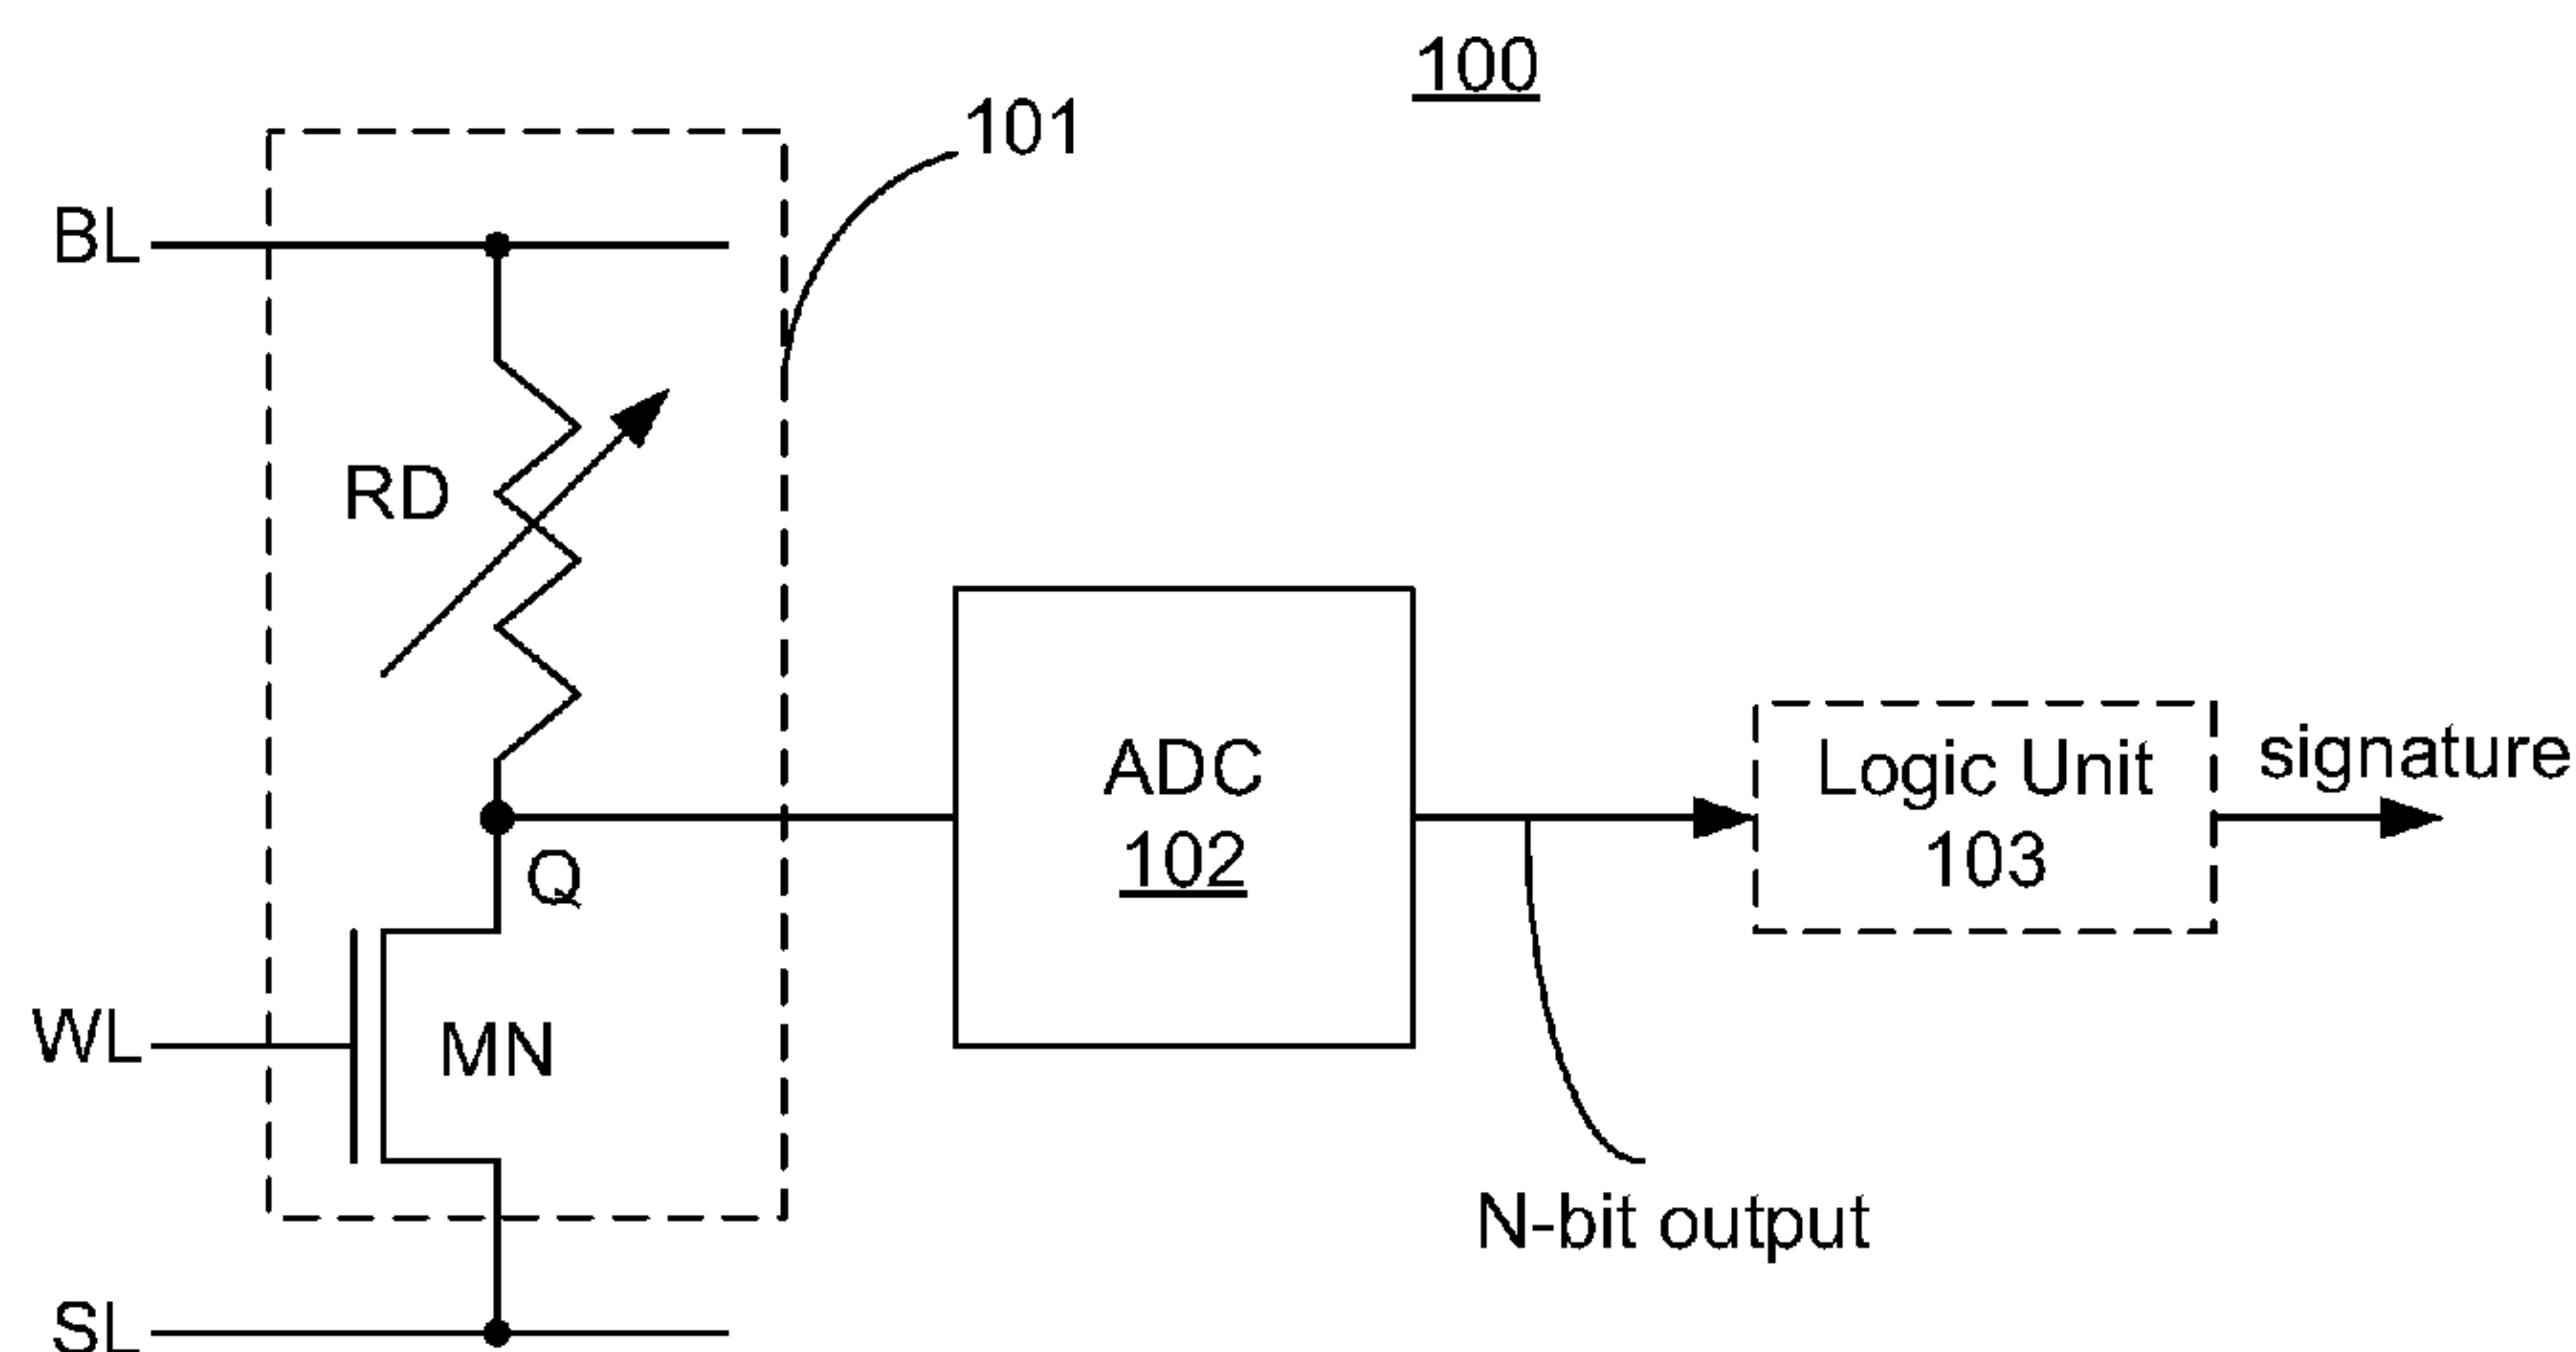 100
101
BL
RD
ADC
102
Logic Unit
103
signature
Q
WL
MN
N-bit output
SL